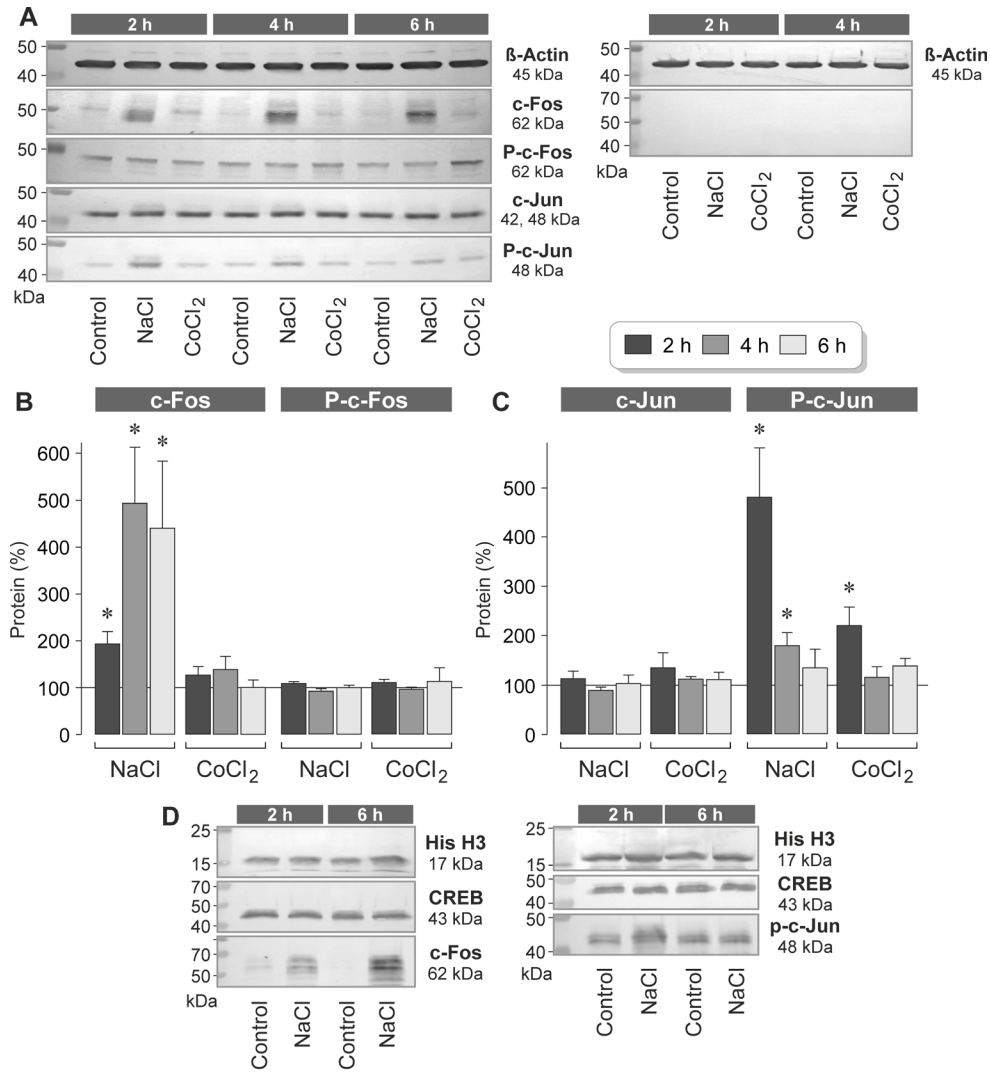 A
2 h 4 h 6 h
50
40
ß-Actin
45 kDa
50
c-Fos
62 kDa
50
P-c-Fos
62 kDa
50
40
c-Jun
42, 48 kDa
50
40
P-c-Jun
48 kDa
kDa
Control NaCl CoCl2 Control NaCl CoCl2 Control NaCl CoCl2
2 h 4 h
50
40
ß-Actin
45 kDa
70
50
40
kDa
Control NaCl CoCl2 Control NaCl CoCl2
2 h 4 h 6 h
B
c-Fos P-c-Fos
Protein (%)
600
500
400
300
200
100
0
* * *
NaCl CoCl2 NaCl CoCl2
C
c-Jun P-c-Jun
Protein (%)
500
400
300
200
100
0
* * *
NaCl CoCl2 NaCl CoCl2
D
2 h 6 h
25
15
His H3
17 kDa
70
50
40
CREB
43 kDa
70
50
c-Fos
62 kDa
kDa
Control NaCl Control NaCl
2 h 6 h
25
15
His H3
17 kDa
50
40
CREB
43 kDa
50
40
p-c-Jun
48 kDa
kDa
Control NaCl Control NaCl